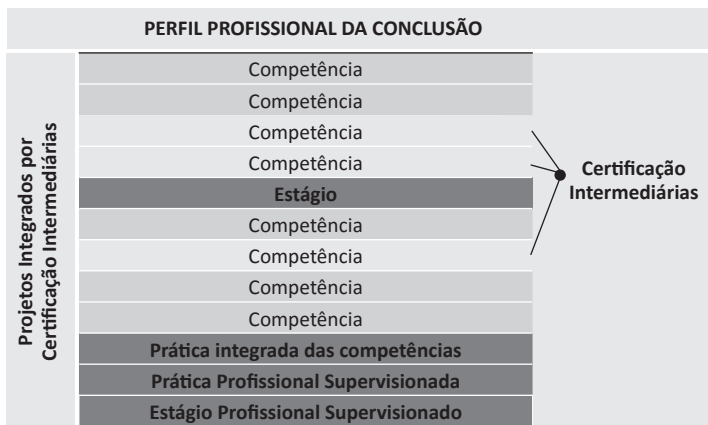 PERFIL PROFISSIONAL DA CONCLUSÃO
Projetos Integrados por
Certificação Intermediárias
Competência
Competência
Competência
Competência
Estágio
Competência
Competência
Competência
Competência
Prática integrada das competências
Prática Profissional Supervisionada
Estágio Profissional Supervisionado
Certificação
Intermediárias